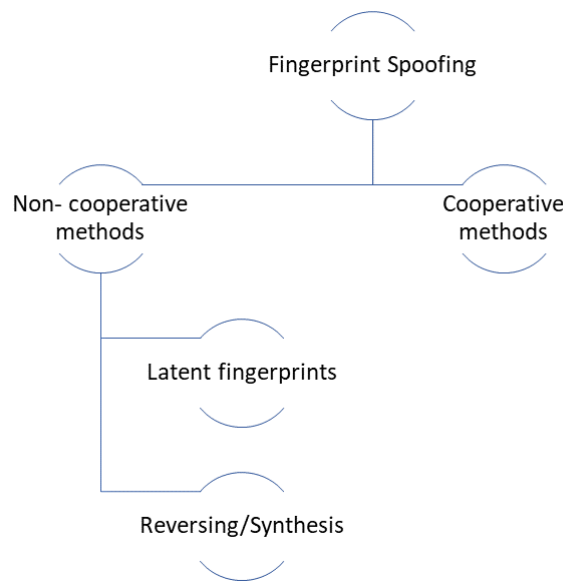 Fingerprint Spoofing
Non- cooperative
methods
Cooperative
methods
Latent fingerprints
Reversing/Synthesis